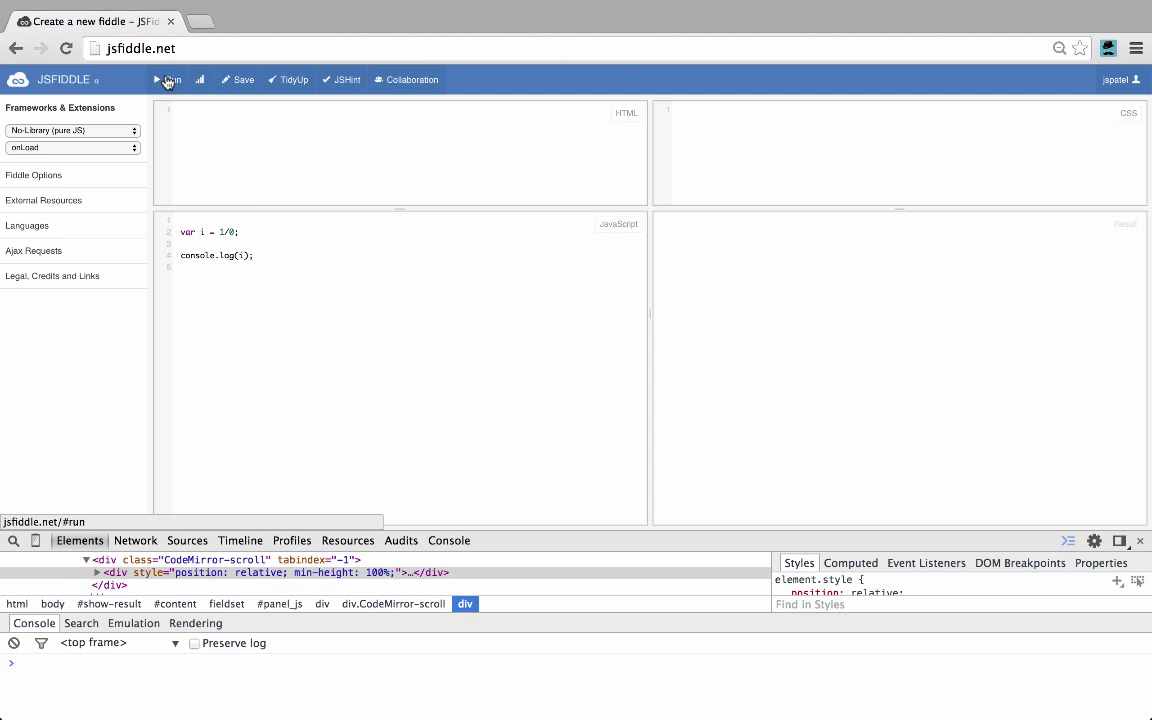 Create a new fiddle – JSFid
jsfiddle.net
JSFIDDLE α
Run
Save
TidyUp
JSHint
Collaboration
jspatel
Frameworks & Extensions
No-Library (pure JS)
onLoad
Fiddle Options
External Resources
Languages
Ajax Requests
Legal, Credits and Links
1
HTML
1
CSS
1
2 var i = 1/0;
3
4 console.log(i);
5
JavaScript
Result
jsfiddle.net/#run
Elements Network Sources Timeline Profiles Resources Audits Console
▼<div class="CodeMirror-scroll" tabindex="-1">
▶<div style="position: relative; min-height: 100%;">…</div>
</div>
html body #show-result #content fieldset #panel_js div div.CodeMirror-scroll div
Styles Computed Event Listeners DOM Breakpoints Properties
element.style {
position: relative;
Find in Styles
Console Search Emulation Rendering
<top frame> ▼ Preserve log